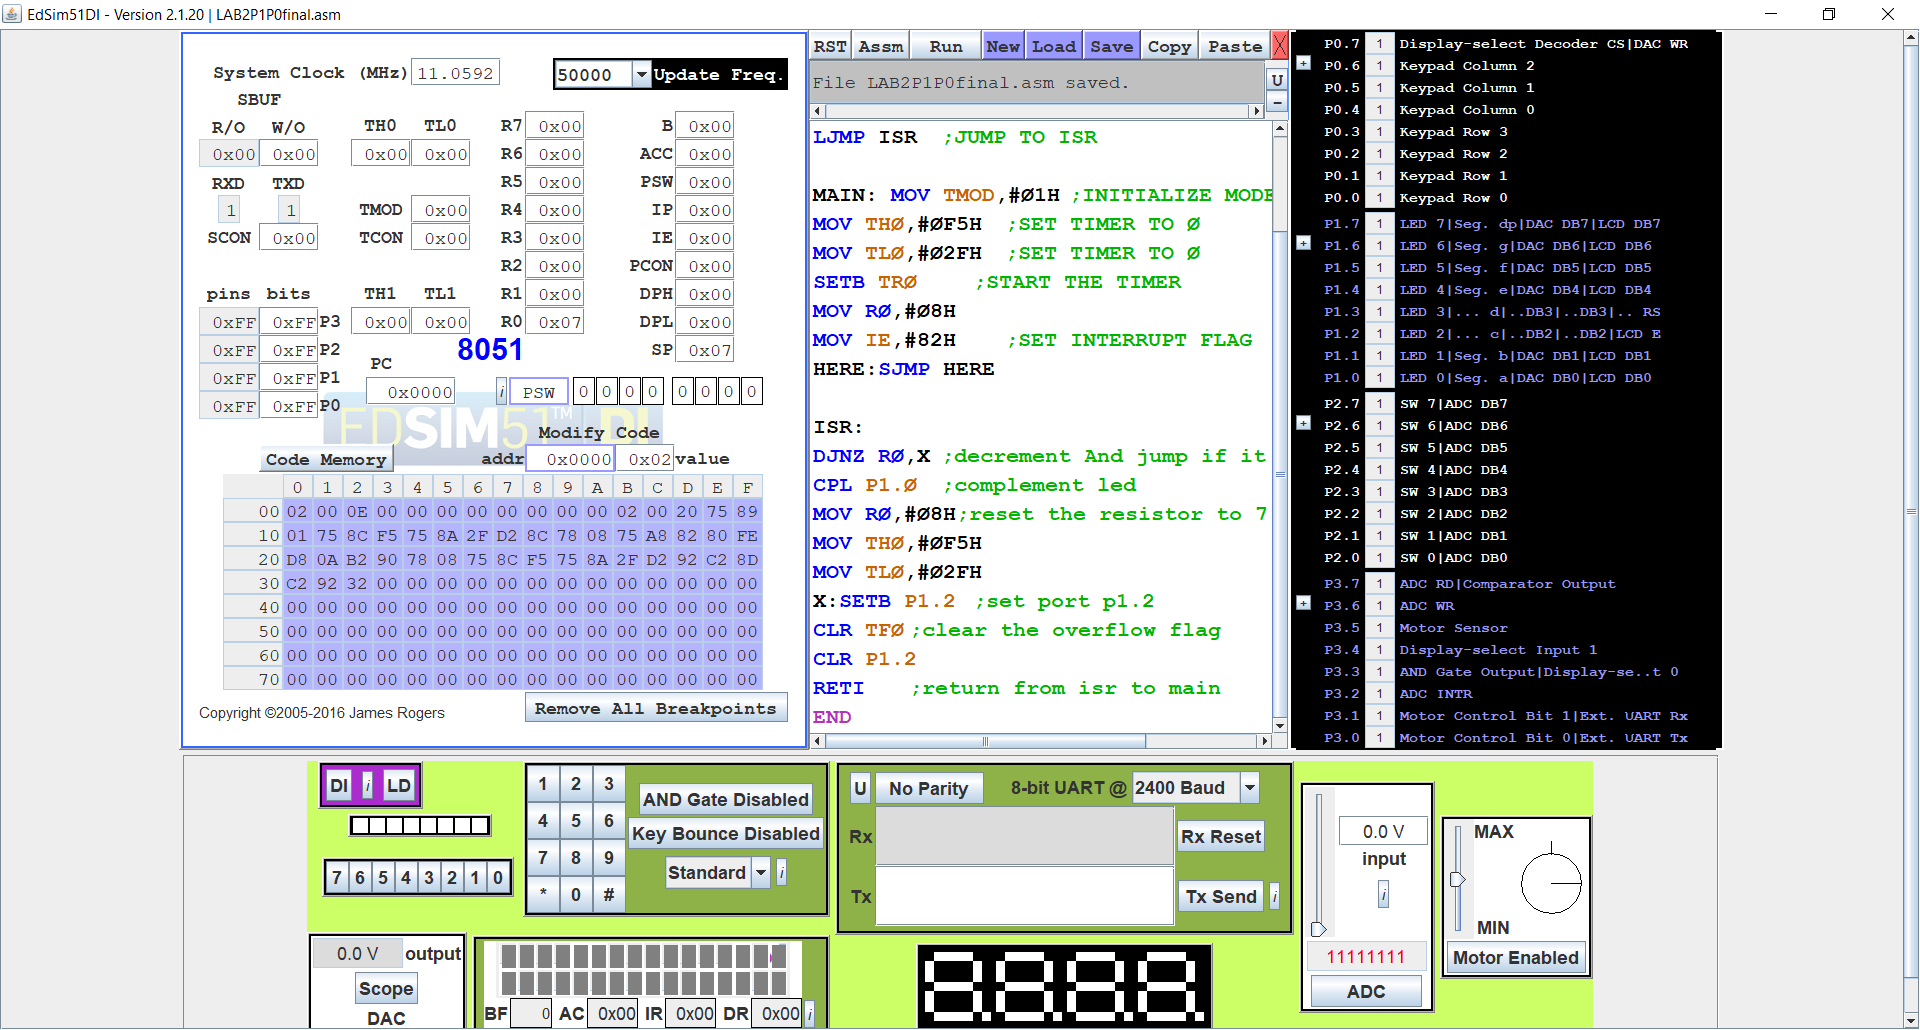 EdSim51DI - Version 2.1.20 | LAB2P1P0final.asm
System Clock (MHz) 11.0592 50000 Update Freq.
SBUF
R/O W/O TH0 TL0 R7 0x00 B 0x00
0x00 0x00 0x00 0x00 R6 0x00 ACC 0x00
RXD TXD R5 0x00 PSW 0x00
1 1 TMOD 0x00 R4 0x00 IP 0x00
SCON 0x00 TCON 0x00 R3 0x00 IE 0x00
R2 0x00 PCON 0x00
pins bits TH1 TL1 R1 0x00 DPH 0x00
0xFF 0xFF P3 0x00 0x00 R0 0x07 DPL 0x00
0xFF 0xFF P2 8051 SP 0x07
0xFF 0xFF P1 PC
0x0000 i PSW 0 0 0 0 0 0 0 0
0xFF 0xFF P0
EDSIM51™ DI
Modify Code
Code Memory addr 0x0000 0x02 value
0 1 2 3 4 5 6 7 8 9 A B C D E F
00 02 00 0E 00 00 00 00 00 00 00 00 02 00 20 75 89
10 01 75 8C F5 75 8A 2F D2 8C 78 08 75 A8 82 80 FE
20 D8 0A B2 90 78 08 75 8C F5 75 8A 2F D2 92 C2 8D
30 C2 92 32 00 00 00 00 00 00 00 00 00 00 00 00 00
40 00 00 00 00 00 00 00 00 00 00 00 00 00 00 00 00
50 00 00 00 00 00 00 00 00 00 00 00 00 00 00 00 00
60 00 00 00 00 00 00 00 00 00 00 00 00 00 00 00 00
70 00 00 00 00 00 00 00 00 00 00 00 00 00 00 00 00
Copyright ©2005-2016 James Rogers Remove All Breakpoints
RST Assm Run New Load Save Copy Paste X
File LAB2P1P0final.asm saved. U
-
LJMP ISR ;JUMP TO ISR
MAIN: MOV TMOD,#01H ;INITIALIZE MODE
MOV TH0,#0F5H ;SET TIMER TO 0
MOV TL0,#02FH ;SET TIMER TO 0
SETB TR0 ;START THE TIMER
MOV R0,#08H
MOV IE,#82H ;SET INTERRUPT FLAG
HERE:SJMP HERE
ISR:
DJNZ R0,X ;decrement And jump if it
CPL P1.0 ;complement led
MOV R0,#08H;reset the resistor to 7
MOV TH0,#0F5H
MOV TL0,#02FH
X:SETB P1.2 ;set port p1.2
CLR TF0 ;clear the overflow flag
CLR P1.2
RETI ;return from isr to main
END
P0.7 1 Display-select Decoder CS|DAC WR
+ P0.6 1 Keypad Column 2
P0.5 1 Keypad Column 1
P0.4 1 Keypad Column 0
P0.3 1 Keypad Row 3
P0.2 1 Keypad Row 2
P0.1 1 Keypad Row 1
P0.0 1 Keypad Row 0
P1.7 1 LED 7|Seg. dp|DAC DB7|LCD DB7
+ P1.6 1 LED 6|Seg. g|DAC DB6|LCD DB6
P1.5 1 LED 5|Seg. f|DAC DB5|LCD DB5
P1.4 1 LED 4|Seg. e|DAC DB4|LCD DB4
P1.3 1 LED 3|... d|..DB3|..DB3|.. RS
P1.2 1 LED 2|... c|..DB2|..DB2|LCD E
P1.1 1 LED 1|Seg. b|DAC DB1|LCD DB1
P1.0 1 LED 0|Seg. a|DAC DB0|LCD DB0
P2.7 1 SW 7|ADC DB7
+ P2.6 1 SW 6|ADC DB6
P2.5 1 SW 5|ADC DB5
P2.4 1 SW 4|ADC DB4
P2.3 1 SW 3|ADC DB3
P2.2 1 SW 2|ADC DB2
P2.1 1 SW 1|ADC DB1
P2.0 1 SW 0|ADC DB0
P3.7 1 ADC RD|Comparator Output
+ P3.6 1 ADC WR
P3.5 1 Motor Sensor
P3.4 1 Display-select Input 1
P3.3 1 AND Gate Output|Display-se..t 0
P3.2 1 ADC INTR
P3.1 1 Motor Control Bit 1|Ext. UART Rx
P3.0 1 Motor Control Bit 0|Ext. UART Tx
DI i LD
7 6 5 4 3 2 1 0
1 2 3
4 5 6
7 8 9
* 0 #
AND Gate Disabled
Key Bounce Disabled
Standard i
U No Parity 8-bit UART @ 2400 Baud
Rx Rx Reset
Tx Tx Send i
0.0 V
input
i
11111111
ADC
MAX
MIN
Motor Enabled
0.0 V output
Scope
DAC
BF 0 AC 0x00 IR 0x00 DR 0x00 i
8.8.8.8